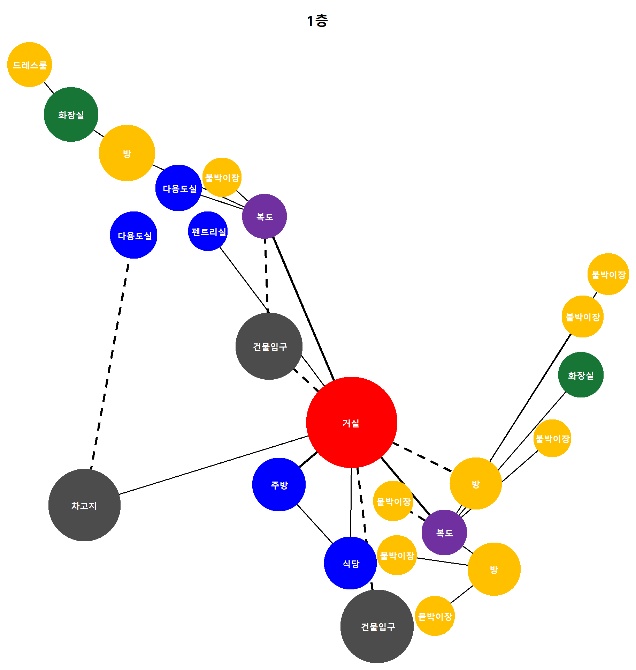 1층
드레스룸
화장실
방
다용도실
붙박이장
복도
다용도실
팬트리실
붙박이장
붙박이장
건물입구
화장실
거실
붙박이장
주방
방
붙박이장
차고지
복도
붙박이장
식당
방
붙박이장
건물입구